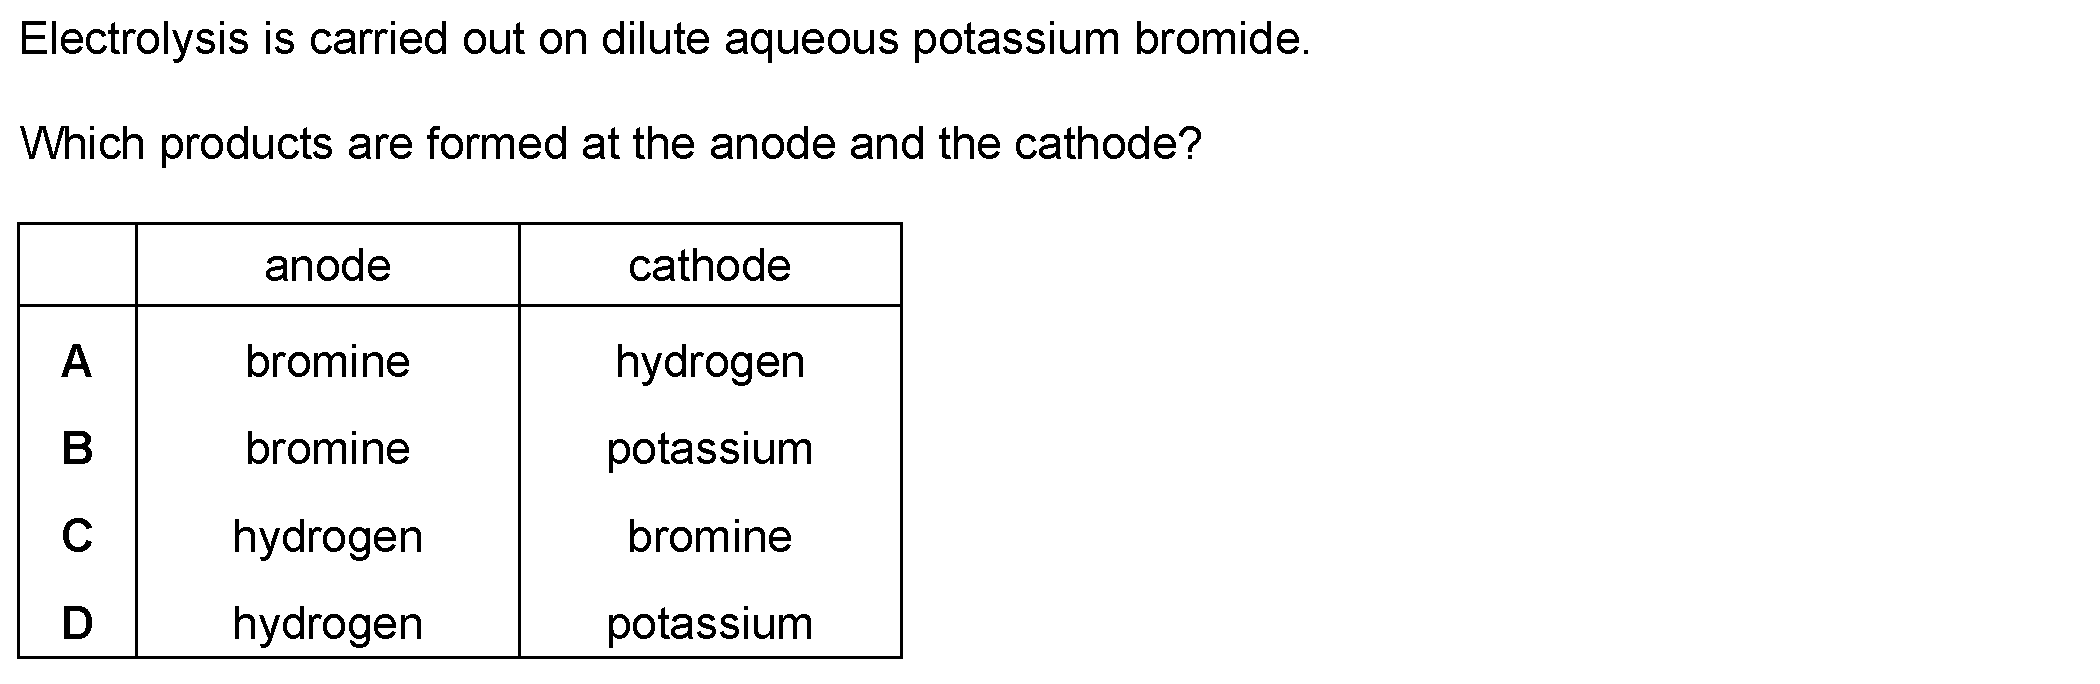 Electrolysis is carried out on dilute aqueous potassium bromide.
Which products are formed at the anode and the cathode?
anode cathode
A bromine hydrogen
B bromine potassium
C hydrogen bromine
D hydrogen potassium